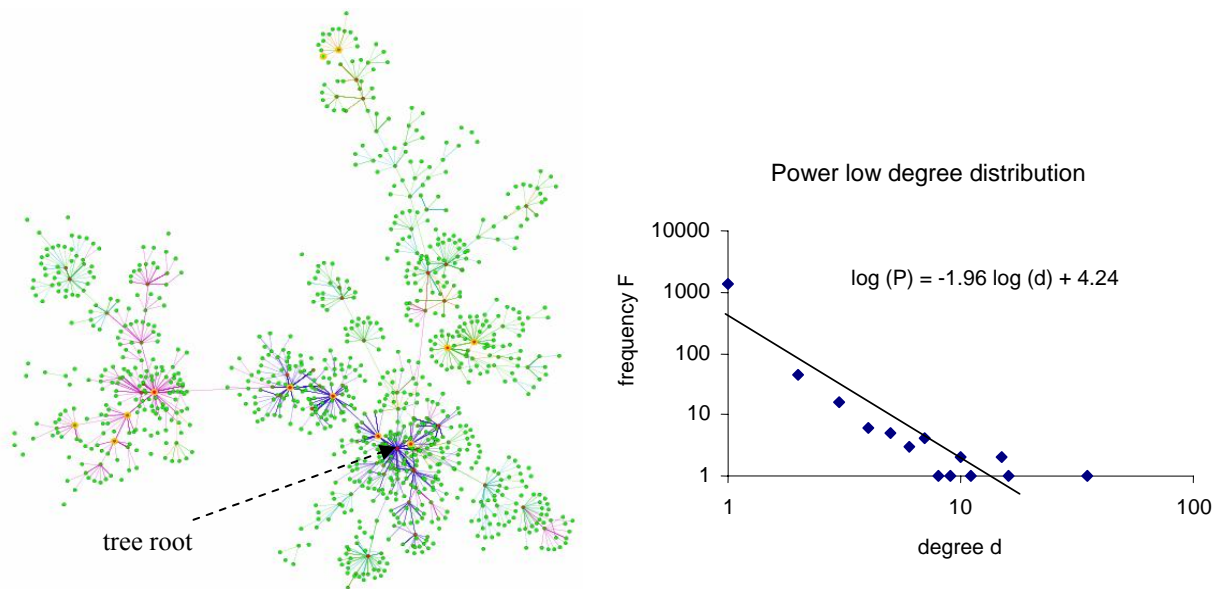 tree root
Power low degree distribution
log (P) = -1.96 log (d) + 4.24
frequency F
10000
1000
100
10
1
1
10
100
degree d